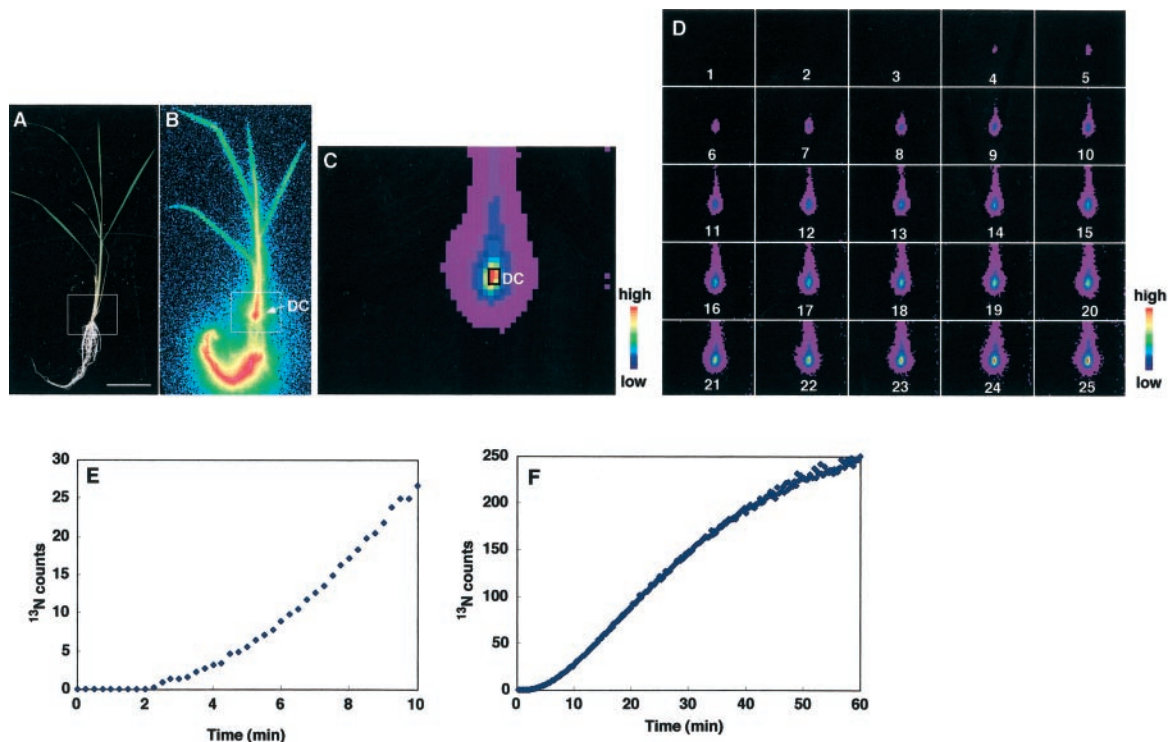 A
B
DC
C
DC
high
low
D
1 2 3 4 5
6 7 8 9 10
11 12 13 14 15
16 17 18 19 20
21 22 23 24 25
high
low
E
30
25
20
15
10
5
0
¹³N counts
0 2 4 6 8 10
Time (min)
F
250
200
150
100
50
0
¹³N counts
0 10 20 30 40 50 60
Time (min)